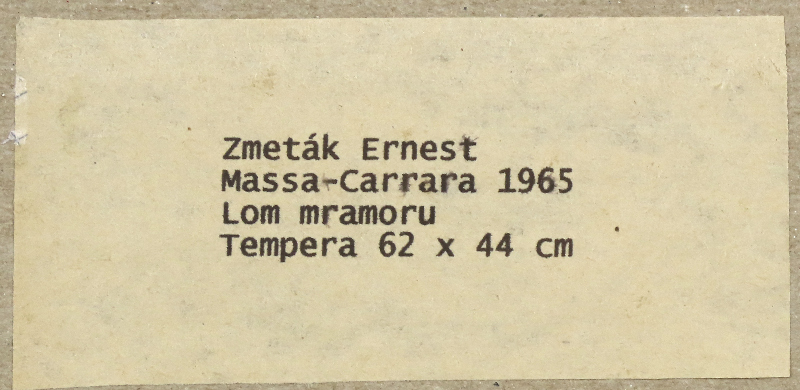 Zmeták Ernest
Massa-Carrara 1965
Lom mramoru
Tempera 62 x 44 cm